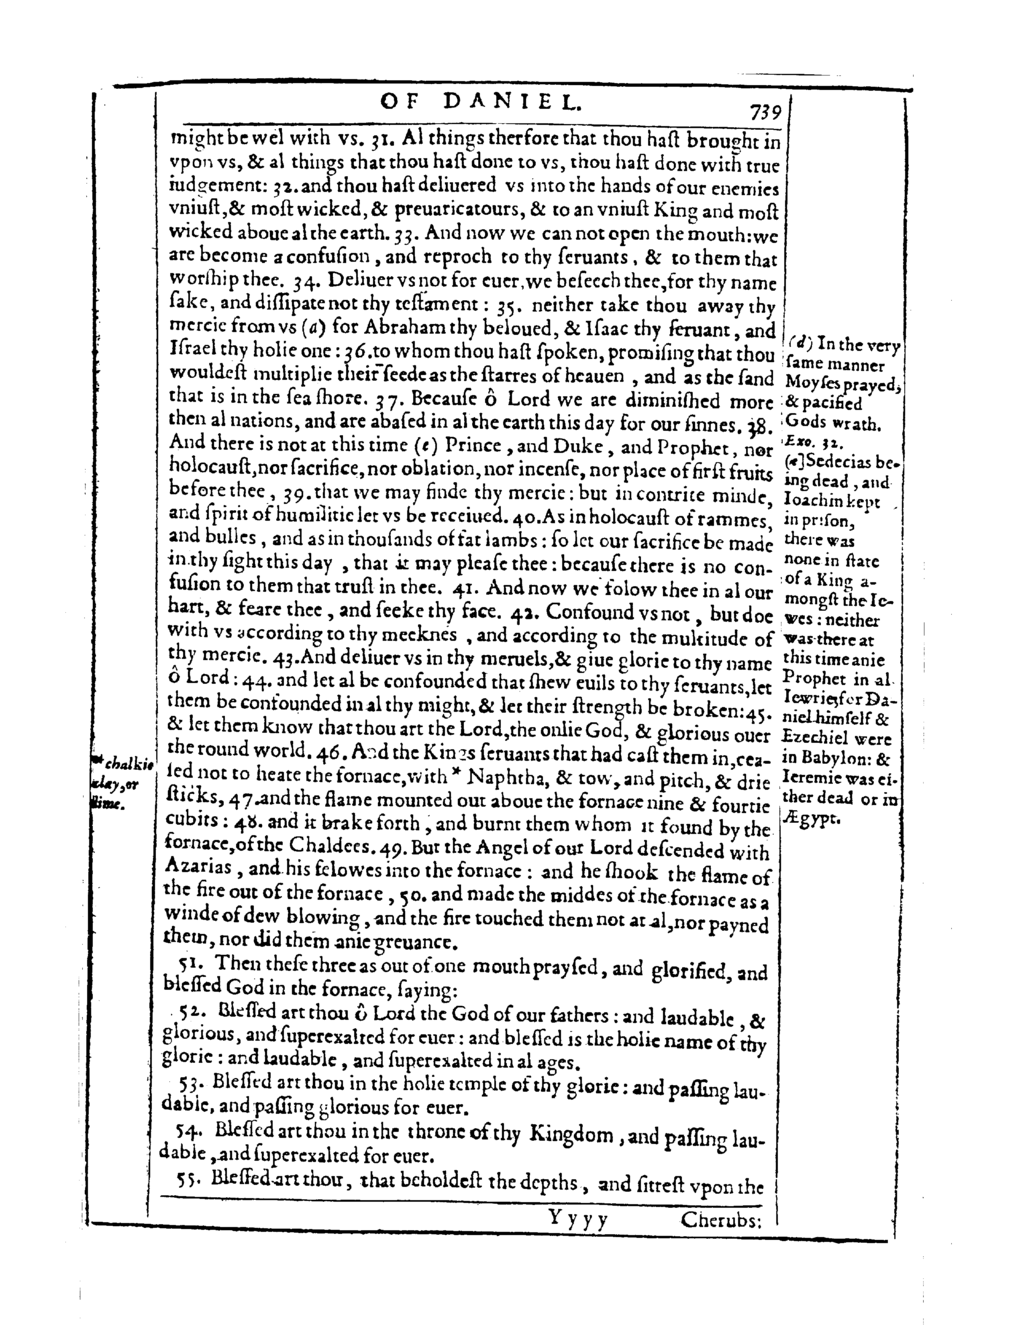 OF DANIEL.
739
might be wel with vs. 31. Al things therfore that thou haſt brought in
vpon vs, & al things that thou haſt done to vs, thou haſt done with true
iudgement: 32. and thou haſt deliuered vs into the hands of our enemies
vniuſt, & moſt wicked, & preuaricatours, & to an vniuſt King and moſt
wicked aboue al the earth. 33. And now we can not open the mouth: we
are become a confuſion, and reproch to thy ſeruants, & to them that
worſhip thee. 34. Deliuer vs not for euer, we beſeech thee, for thy name
ſake, and diſſipate not thy teſtament: 35. neither take thou away thy
mercie from vs (d) for Abraham thy beloued, & Iſaac thy ſeruant, and
Iſrael thy holie one: 36. to whom thou haſt ſpoken, promiſing that thou
wouldeſt multiplie their ſeede as the ſtarres of heauen, and as the ſand
that is in the ſea ſhore. 37. Becauſe ô Lord we are diminiſhed more
then al nations, and are abaſed in al the earth this day for our ſinnes. 38.
And there is not at this time (e) Prince, and Duke, and Prophet, nor
holocauſt, nor ſacrifice, nor oblation, nor incenſe, nor place of firſt fruits
before thee, 39. that we may finde thy mercie: but in contrite minde,
and ſpirit of humilitie let vs be receiued. 40. As in holocauſt of rammes,
and bulles, and as in thouſands of fat lambs: ſo let our ſacrifice be made
in thy ſight this day, that it may pleaſe thee: becauſe there is no con-
fuſion to them that truſt in thee. 41. And now we folow thee in al our
hart, & feare thee, and ſeeke thy face. 42. Confound vs not, but doe
with vs according to thy meeknes, and according to the multitude of
thy mercie. 43. And deliuer vs in thy meruels, & giue glorie to thy name
ô Lord: 44. and let al be confounded that ſhew euils to thy ſeruants, let
them be confounded in al thy might, & let their ſtrength be broken: 45.
& let them know that thou art the Lord, the onlie God, & glorious ouer
the round world. 46. And the Kings ſeruants that had caſt them in, cea-
ſed not to heate the fornace, with * Naphtha, & tow, and pitch, & drie
ſticks, 47. and the flame mounted out aboue the fornace nine & fourtie
cubits: 48. and it brake forth, and burnt them whom it found by the
fornace, of the Chaldees. 49. But the Angel of our Lord deſcended with
Azarias, and his felowes into the fornace: and he ſhook the flame of
the fire out of the fornace, 50. and made the middes of the fornace as a
winde of dew blowing, and the fire touched them not at al, nor payned
them, nor did them anie greuance.
51. Then theſe three as out of one mouth prayſed, and glorified, and
bleſſed God in the fornace, ſaying:
52. Bleſſed art thou ô Lord the God of our fathers: and laudable, &
glorious, and ſuperexalted for euer: and bleſſed is the holie name of thy
glorie: and laudable, and ſuperexalted in al ages.
53. Bleſſed art thou in the holie temple of thy glorie: and paſſing lau-
dable, and paſſing glorious for euer.
54. Bleſſed art thou in the throne of thy Kingdom, and paſſing lau-
dable, and ſuperexalted for euer.
55. Bleſſed art thou, that beholdeſt the depths, and ſitteſt vpon the
Yyyy Cherubs:
(d) In the very
ſame manner
Moyſes prayed,
& pacified
Gods wrath.
Exo. 32.
(e) Sedecias be-
ing dead, and
Ioachin kept
in priſon,
there was
none in ſtate
of a King a-
mongſt the Ie-
wes: neither
was there at
this time anie
Prophet in al
Iewrie, for Da-
niel himſelf &
Ezechiel were
in Babylon: &
Ieremie was ei-
ther dead or in
Ægypt.
* chalkie
clay, or
lime.